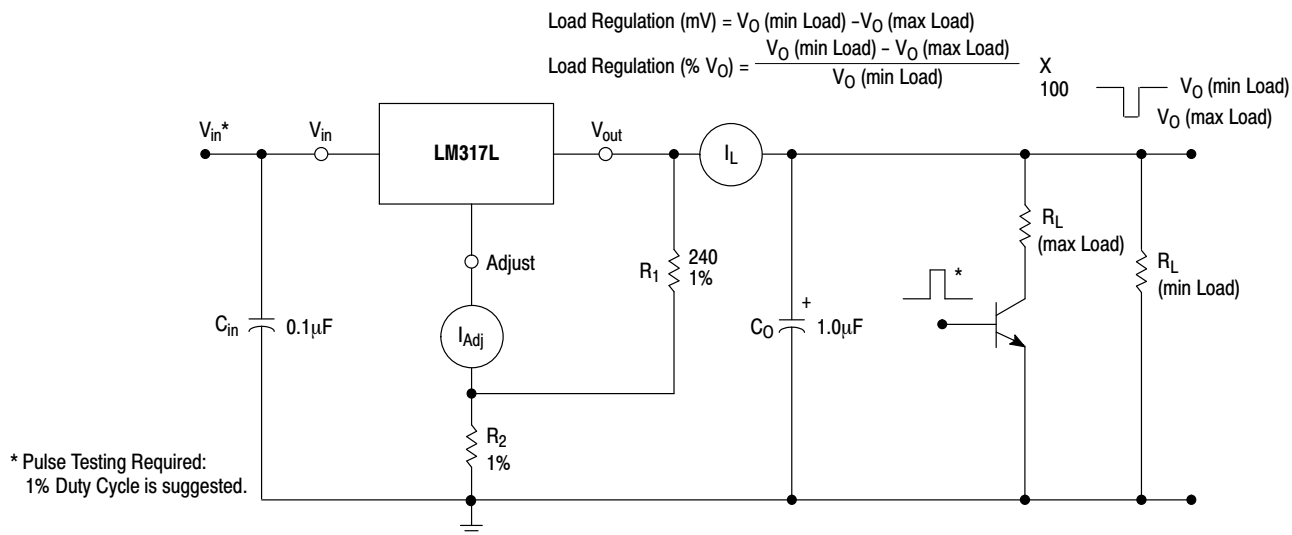 Load Regulation (mV) = VO (min Load) -VO (max Load)
Load Regulation (% VO) = VO (min Load) - VO (max Load)
VO (min Load)
X
100
VO (min Load)
VO (max Load)
Vin*
Vin
LM317L
Vout
IL
Adjust
R1
240
1%
RL
(max Load)
RL
(min Load)
*
Cin
0.1µF
IAdj
CO
+
1.0µF
R2
1%
* Pulse Testing Required:
1% Duty Cycle is suggested.